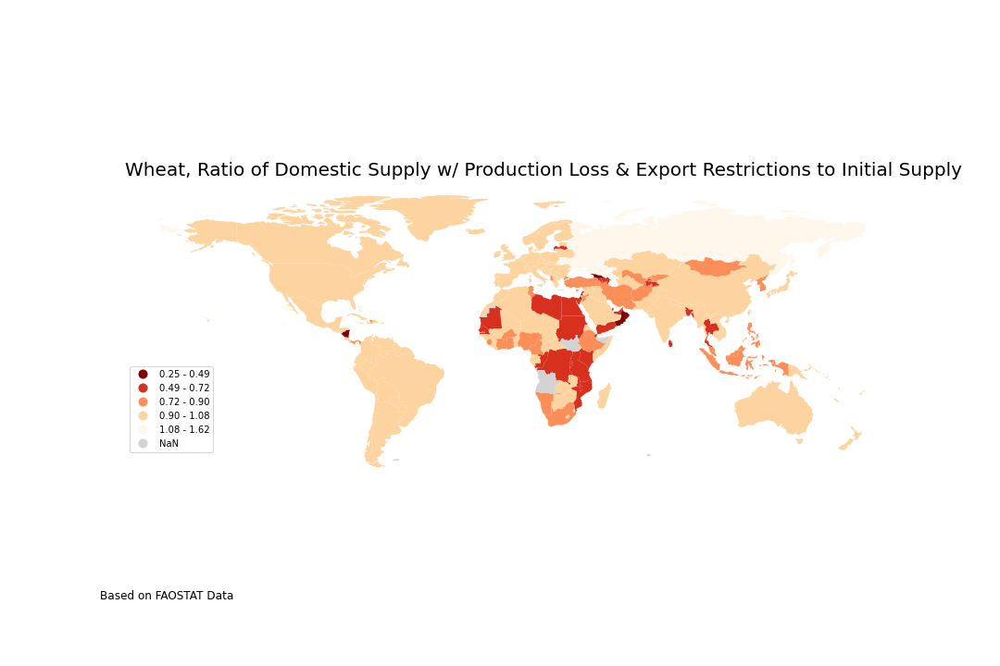 Wheat, Ratio of Domestic Supply w/ Production Loss & Export Restrictions to Initial Supply
0.25 - 0.49
0.49 - 0.72
0.72 - 0.90
0.90 - 1.08
1.08 - 1.62
NaN
Based on FAOSTAT Data